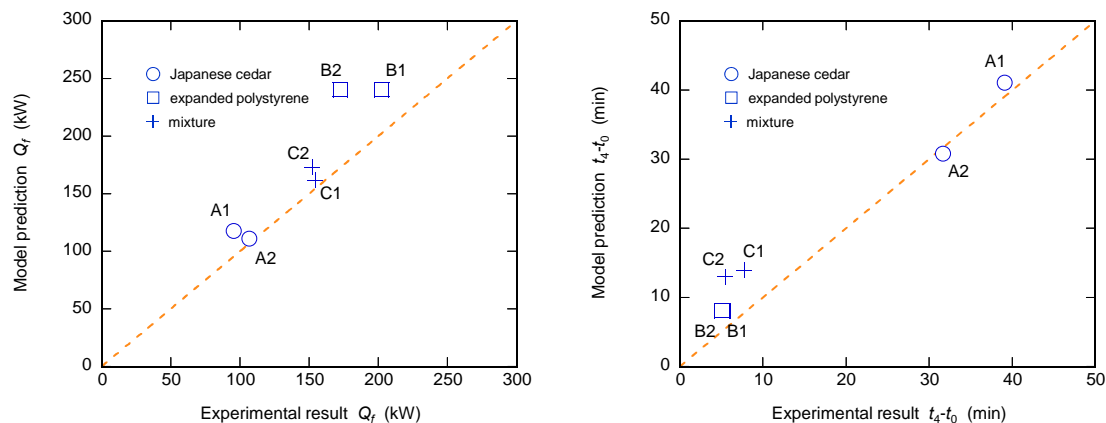 300
250
200
150
100
50
0
Model prediction Q_f (kW)
Japanese cedar
expanded polystyrene
mixture
B2 B1
C2
C1
A1
A2
0 50 100 150 200 250 300
Experimental result Q_f (kW)
50
40
30
20
10
0
Model prediction t_4-t_0 (min)
Japanese cedar
expanded polystyrene
mixture
A1
A2
C2 C1
B2 B1
0 10 20 30 40 50
Experimental result t_4-t_0 (min)